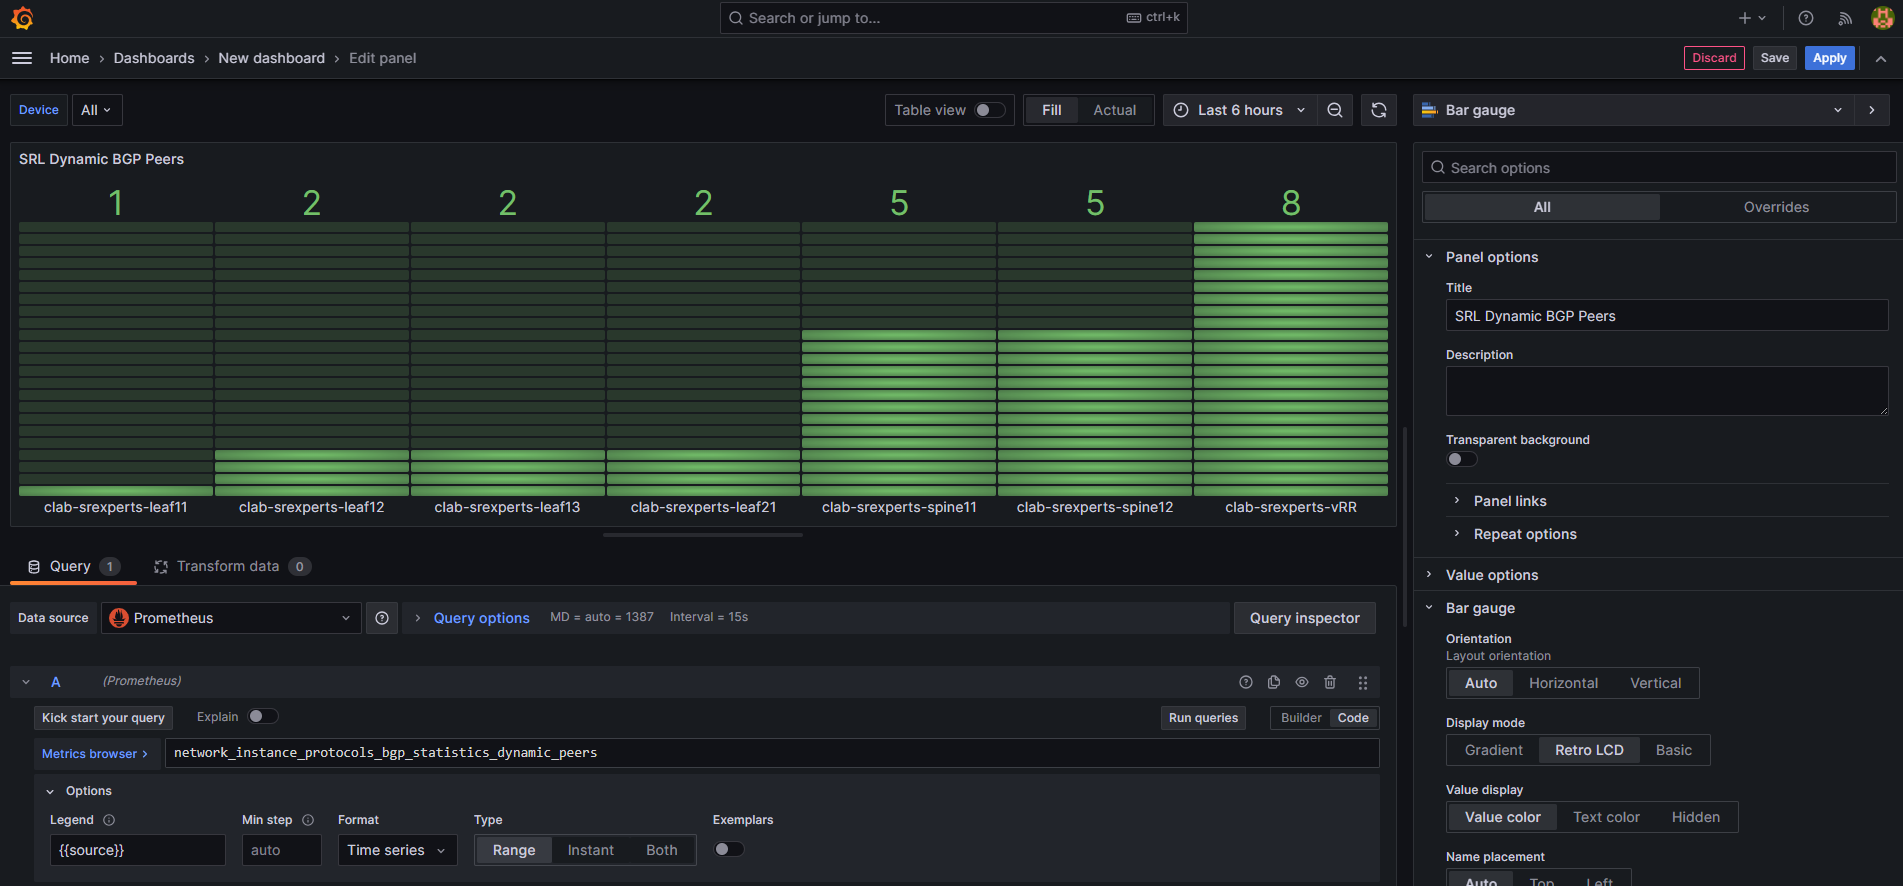 Search or jump to...
ctrl+k
Home › Dashboards › New dashboard › Edit panel
Discard
Save
Apply
Device
All
Table view
Fill
Actual
Last 6 hours
Bar gauge
SRL Dynamic BGP Peers
1
2
2
2
5
5
8
clab-srexperts-leaf11
clab-srexperts-leaf12
clab-srexperts-leaf13
clab-srexperts-leaf21
clab-srexperts-spine11
clab-srexperts-spine12
clab-srexperts-vRR
Query 1
Transform data 0
Data source
Prometheus
Query options
MD = auto = 1387
Interval = 15s
Query inspector
A
(Prometheus)
Kick start your query
Explain
Run queries
Builder
Code
Metrics browser >
network_instance_protocols_bgp_statistics_dynamic_peers
Options
Legend
Min step
Format
Type
Exemplars
{{source}}
auto
Time series
Range
Instant
Both
Search options
All
Overrides
Panel options
Title
SRL Dynamic BGP Peers
Description
Transparent background
Panel links
Repeat options
Value options
Bar gauge
Orientation
Layout orientation
Auto
Horizontal
Vertical
Display mode
Gradient
Retro LCD
Basic
Value display
Value color
Text color
Hidden
Name placement
Auto
Top
Left